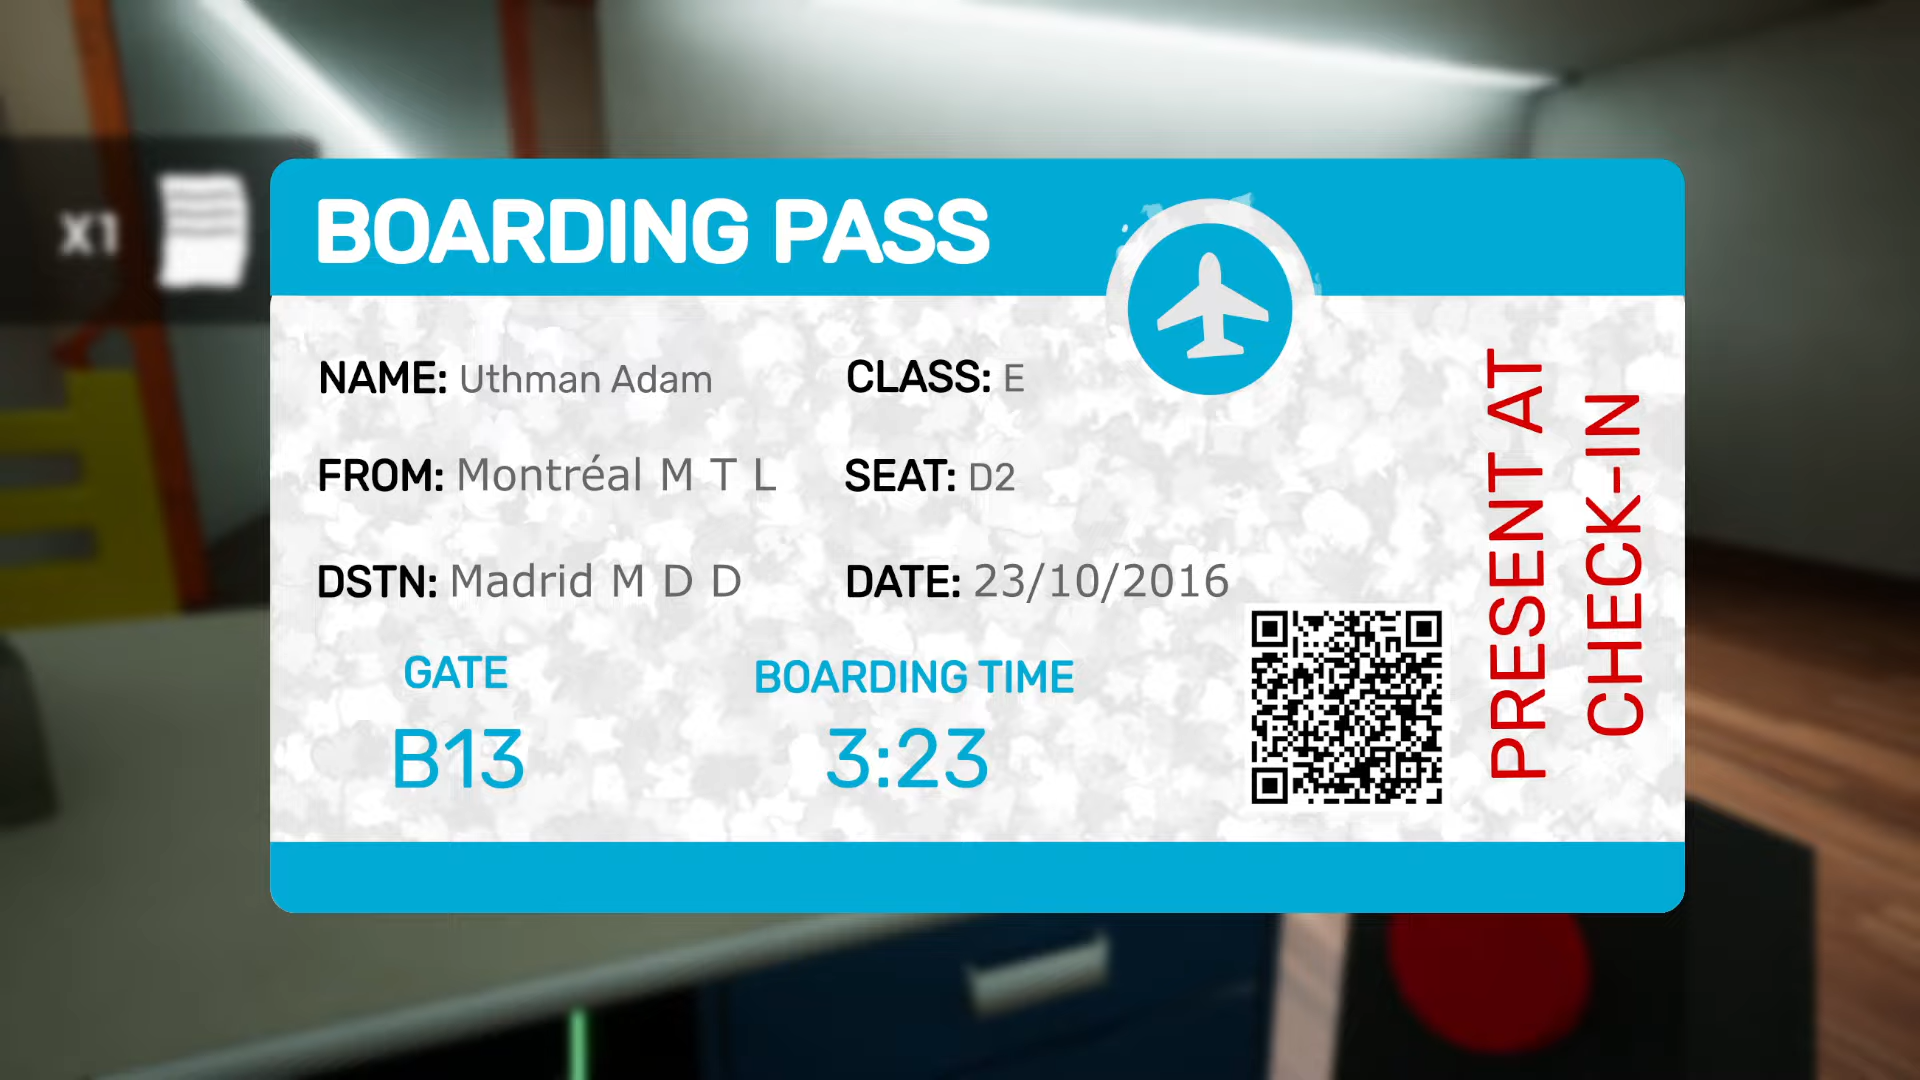 X1
BOARDING PASS
NAME: Uthman Adam
CLASS: E
FROM: Montréal M T L
SEAT: D2
DSTN: Madrid M D D
DATE: 23/10/2016
GATE
BOARDING TIME
B13
3:23
PRESENT AT
CHECK-IN